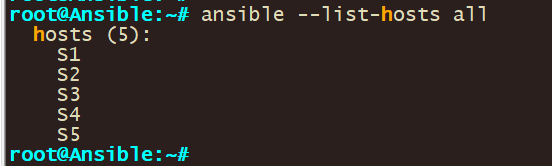 root@Ansible:~# ansible --list-hosts all
hosts (5):
S1
S2
S3
S4
S5
root@Ansible:~#